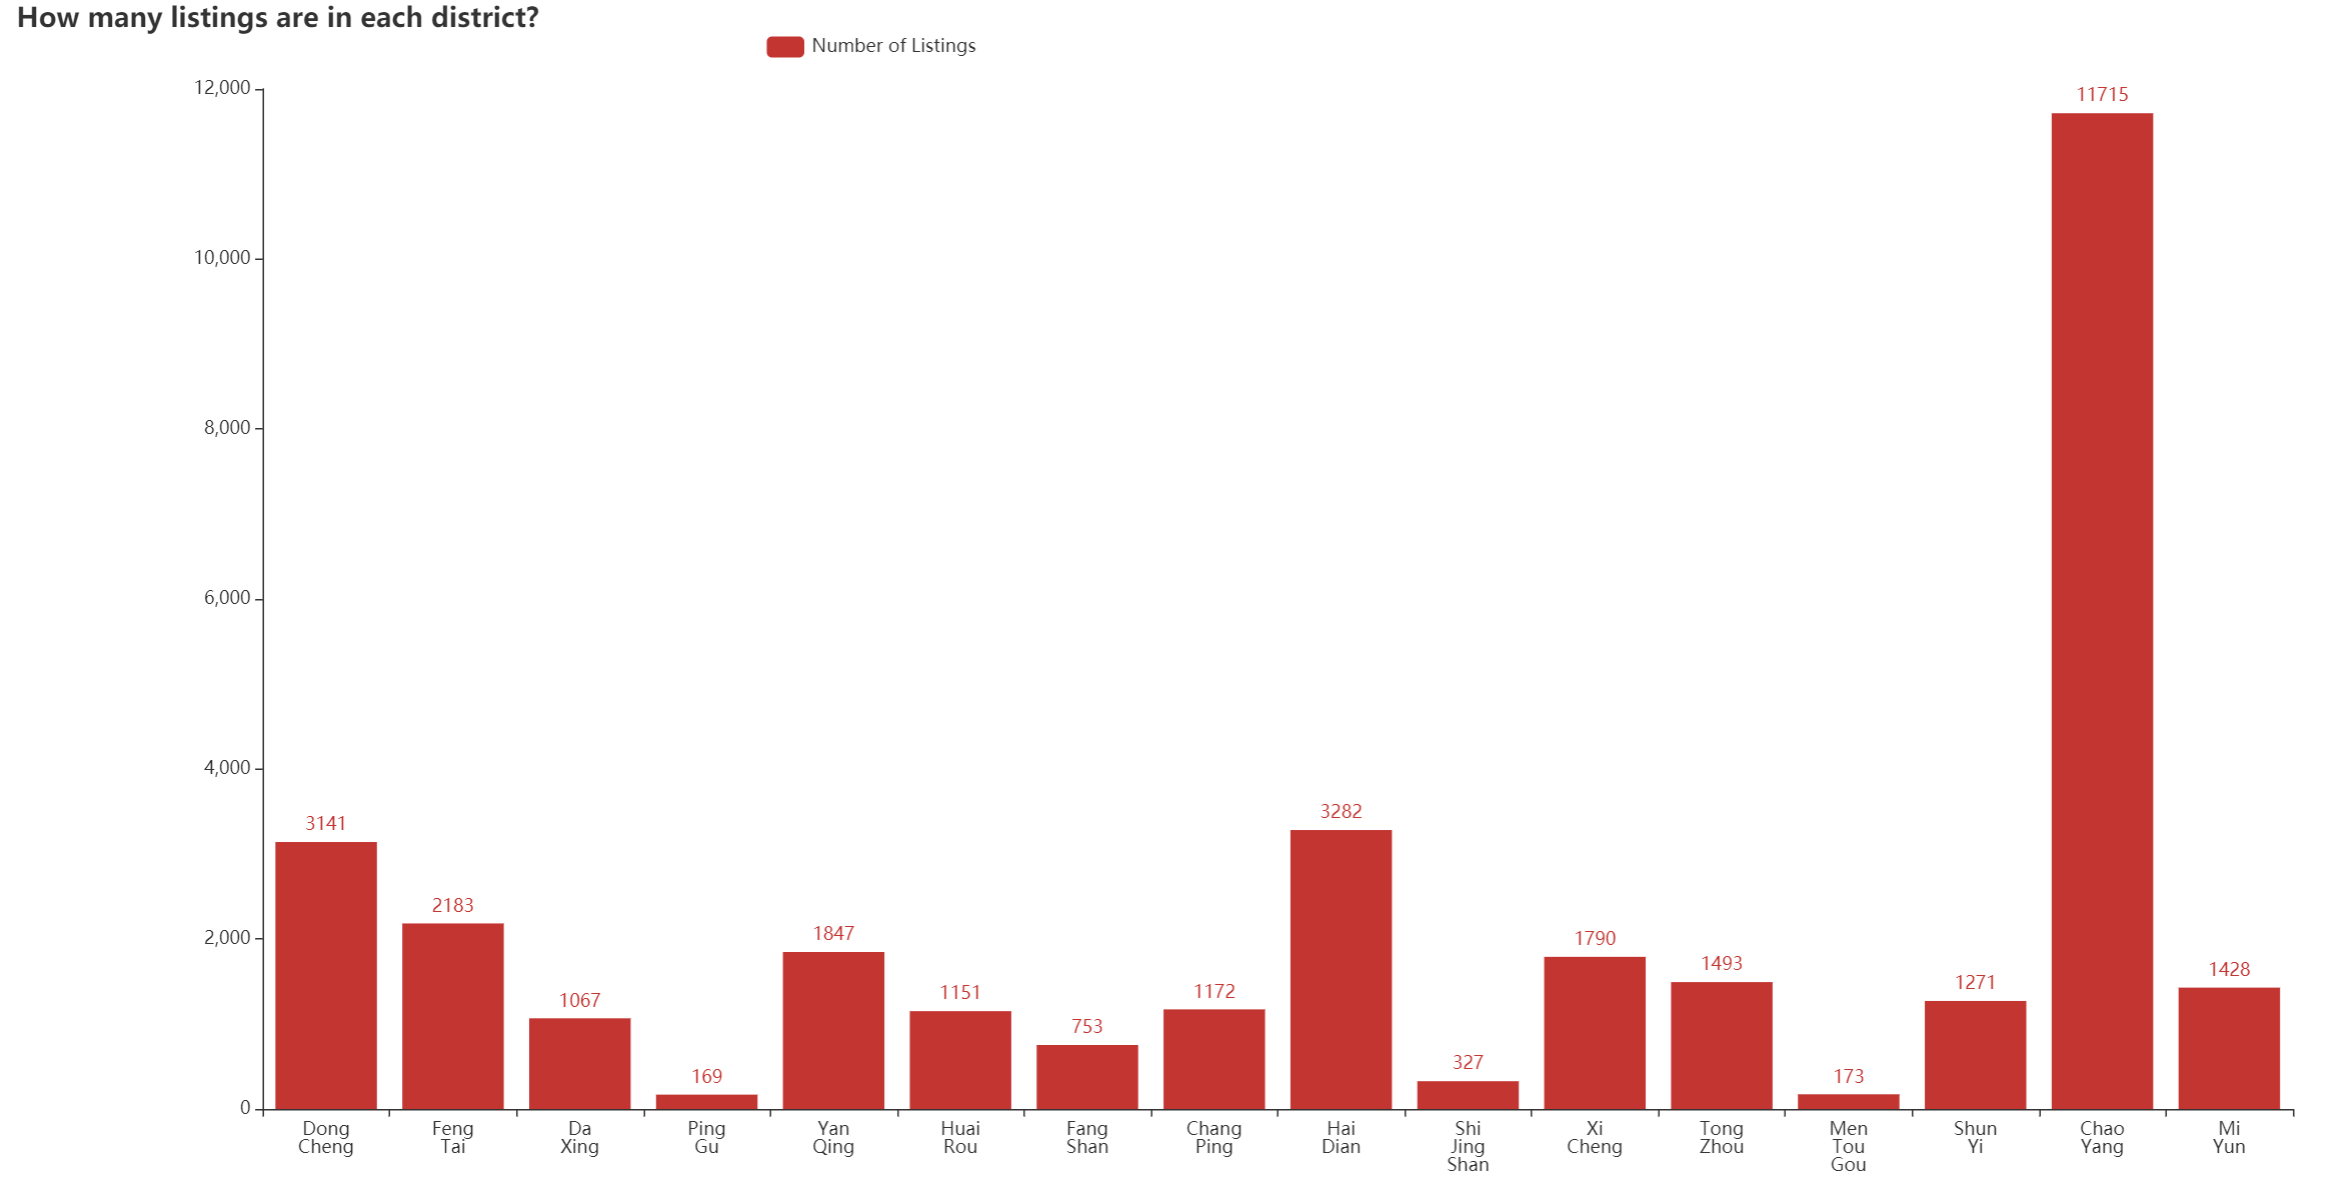 How many listings are in each district?
Number of Listings
12,000
10,000
8,000
6,000
4,000
2,000
0
11715
3141
2183
1067
169
1847
1151
753
1172
3282
327
1790
1493
173
1271
1428
Dong
Cheng
Feng
Tai
Da
Xing
Ping
Gu
Yan
Qing
Huai
Rou
Fang
Shan
Chang
Ping
Hai
Dian
Shi
Jing
Shan
Xi
Cheng
Tong
Zhou
Men
Tou
Gou
Shun
Yi
Chao
Yang
Mi
Yun